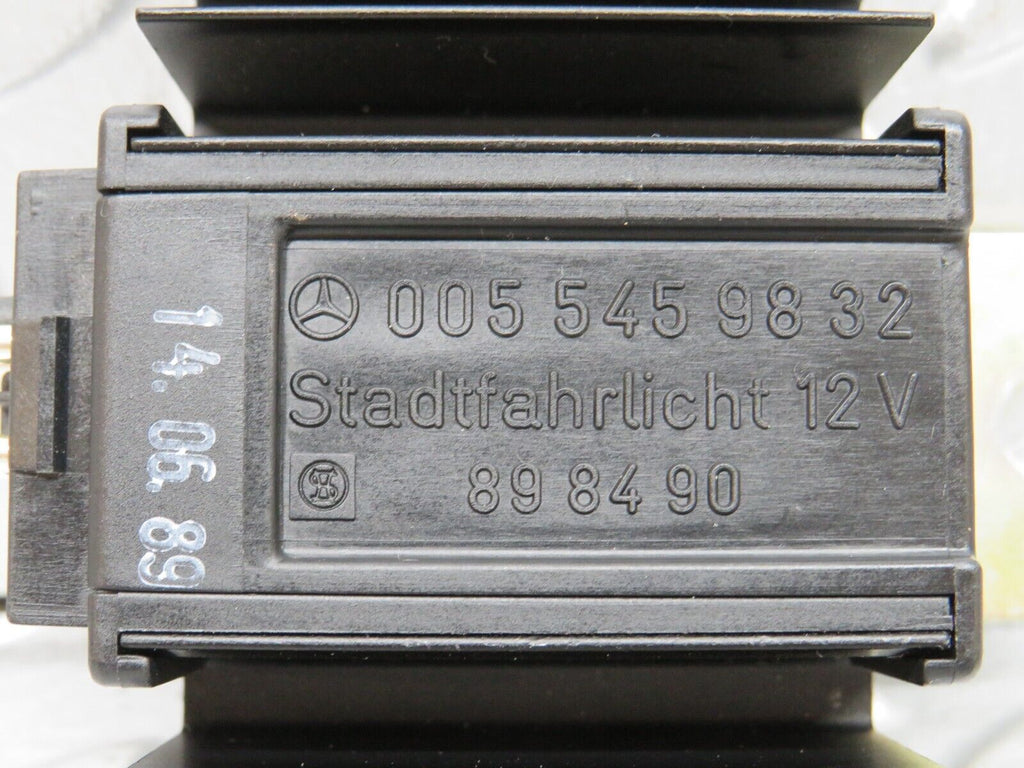 005 545 98 32
Stadtfahrlicht 12 V
89 84 90
14. 06. 89